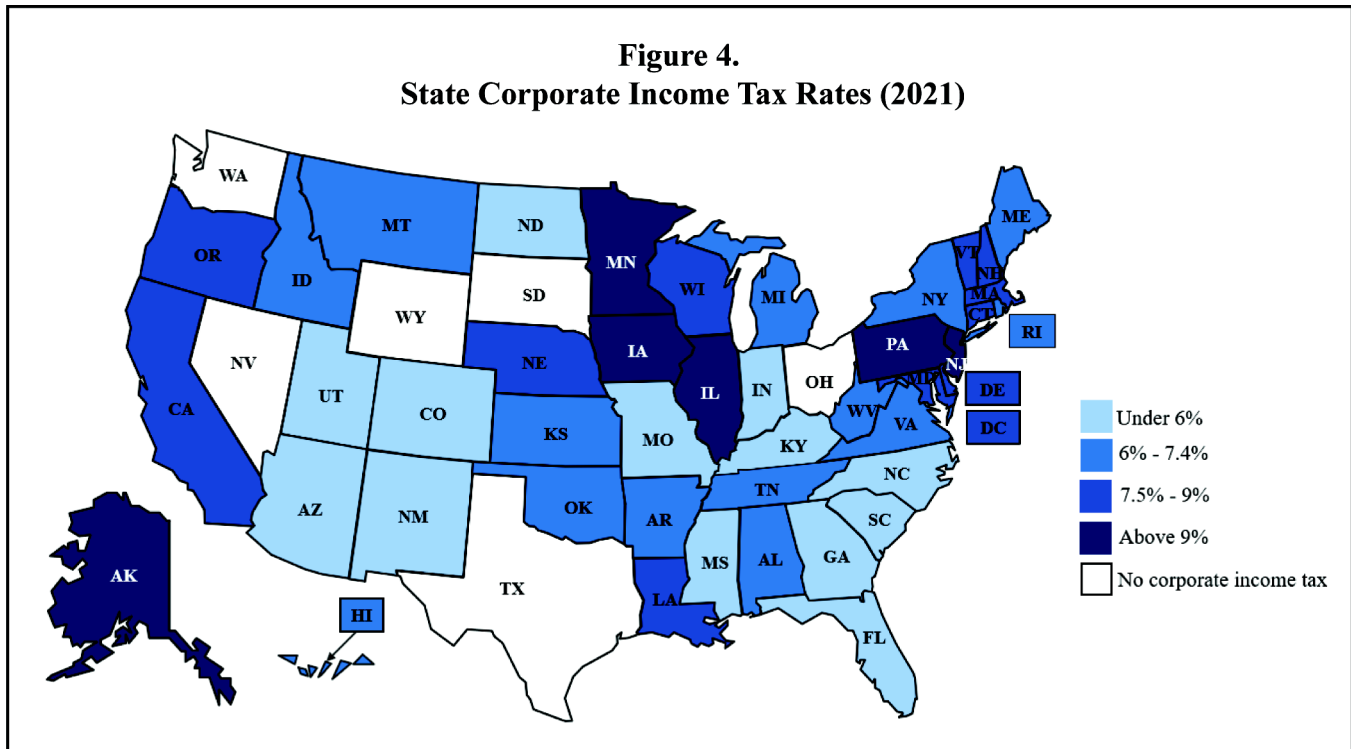 Figure 4.
State Corporate Income Tax Rates (2021)
WA
MT
ND
ME
OR
ID
MN
VT
NH
SD
WI
MI
NY
MA
CT
WY
RI
NV
NE
IA
PA
NJ
UT
CO
IL
IN
OH
MD
DE
CA
KS
MO
WV
VA
DC
KY
AZ
NM
OK
AR
TN
NC
SC
MS
AL
GA
AK
TX
LA
HI
FL
Under 6%
6% - 7.4%
7.5% - 9%
Above 9%
No corporate income tax